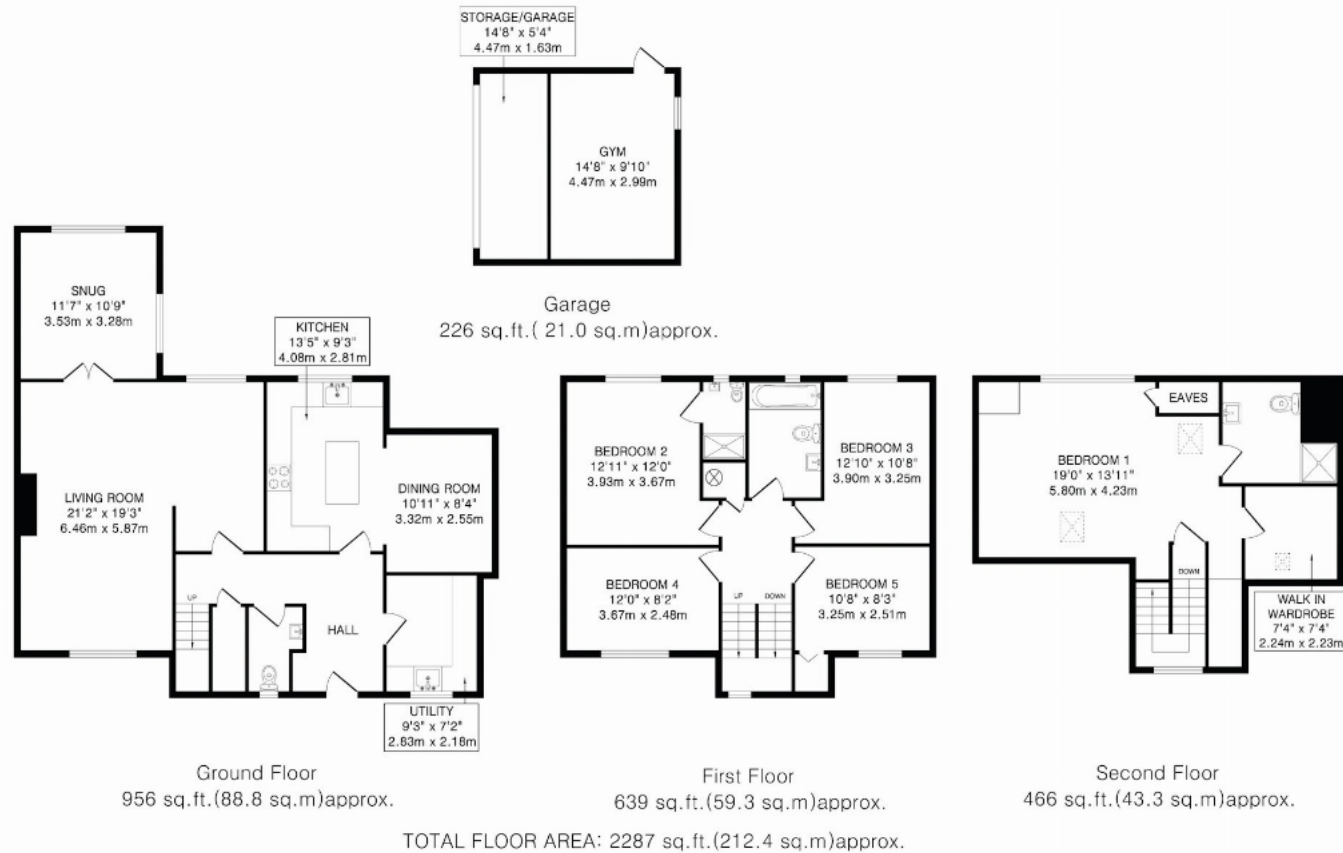 STORAGE/GARAGE
14'8" x 5'4"
4.47m x 1.63m
GYM
14'8" x 9'10"
4.47m x 2.99m
Garage
226 sq.ft.( 21.0 sq.m)approx.
SNUG
11'7" x 10'9"
3.53m x 3.28m
KITCHEN
13'5" x 9'3"
4.08m x 2.81m
LIVING ROOM
21'2" x 19'3"
6.46m x 5.87m
DINING ROOM
10'11" x 8'4"
3.32m x 2.55m
UP
HALL
UTILITY
9'3" x 7'2"
2.83m x 2.18m
Ground Floor
956 sq.ft.(88.8 sq.m)approx.
BEDROOM 2
12'11" x 12'0"
3.93m x 3.67m
BEDROOM 3
12'10" x 10'8"
3.90m x 3.25m
BEDROOM 4
12'0" x 8'2"
3.67m x 2.48m
UP
DOWN
BEDROOM 5
10'8" x 8'3"
3.25m x 2.51m
First Floor
639 sq.ft.(59.3 sq.m)approx.
EAVES
BEDROOM 1
19'0" x 13'11"
5.80m x 4.23m
DOWN
WALK IN
WARDROBE
7'4" x 7'4"
2.24m x 2.23m
Second Floor
466 sq.ft.(43.3 sq.m)approx.
TOTAL FLOOR AREA: 2287 sq.ft.(212.4 sq.m)approx.